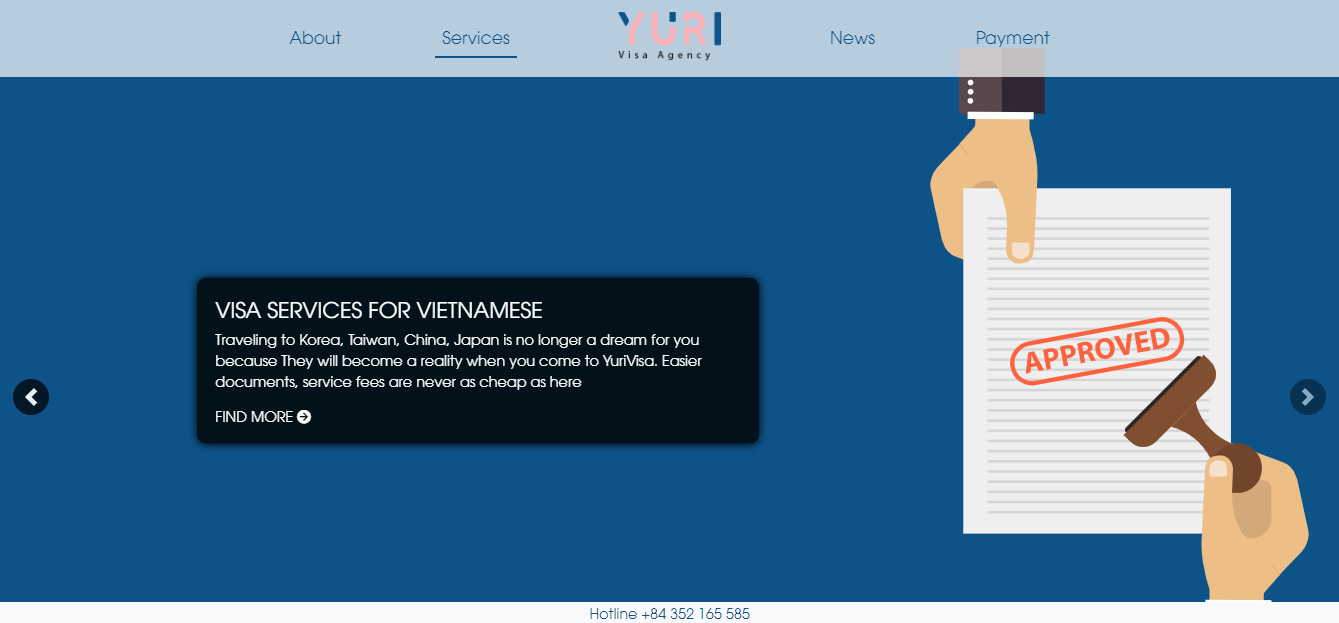 About
Services
YURI
Visa Agency
News
Payment
VISA SERVICES FOR VIETNAMESE
Traveling to Korea, Taiwan, China, Japan is no longer a dream for you
because They will become a reality when you come to YuriVisa. Easier
documents, service fees are never as cheap as here
FIND MORE
APPROVED
Hotline +84 352 165 585